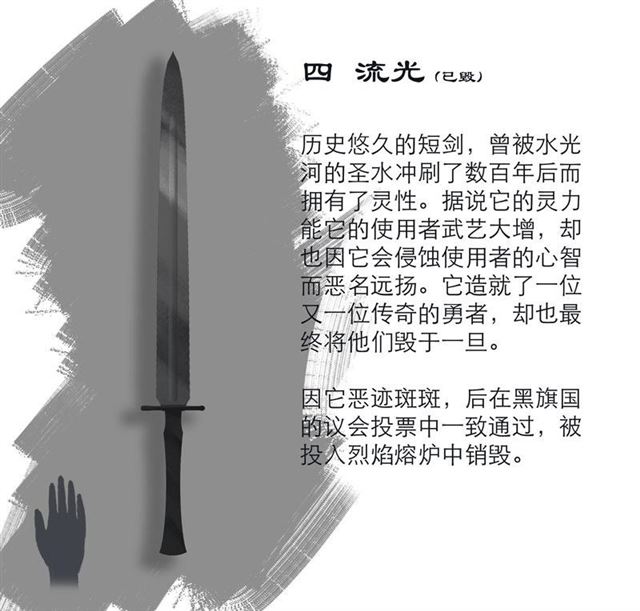 四 流光(已毁)
历史悠久的短剑，曾被水光
河的圣水冲刷了数百年后而
拥有了灵性。据说它的灵力
能它的使用者武艺大增，却
也因它会侵蚀使用者的心智
而恶名远扬。它造就了一位
又一位传奇的勇者，却也最
终将他们毁于一旦。
因它恶迹斑斑，后在黑旗国
的议会投票中一致通过，被
投入烈焰熔炉中销毁。